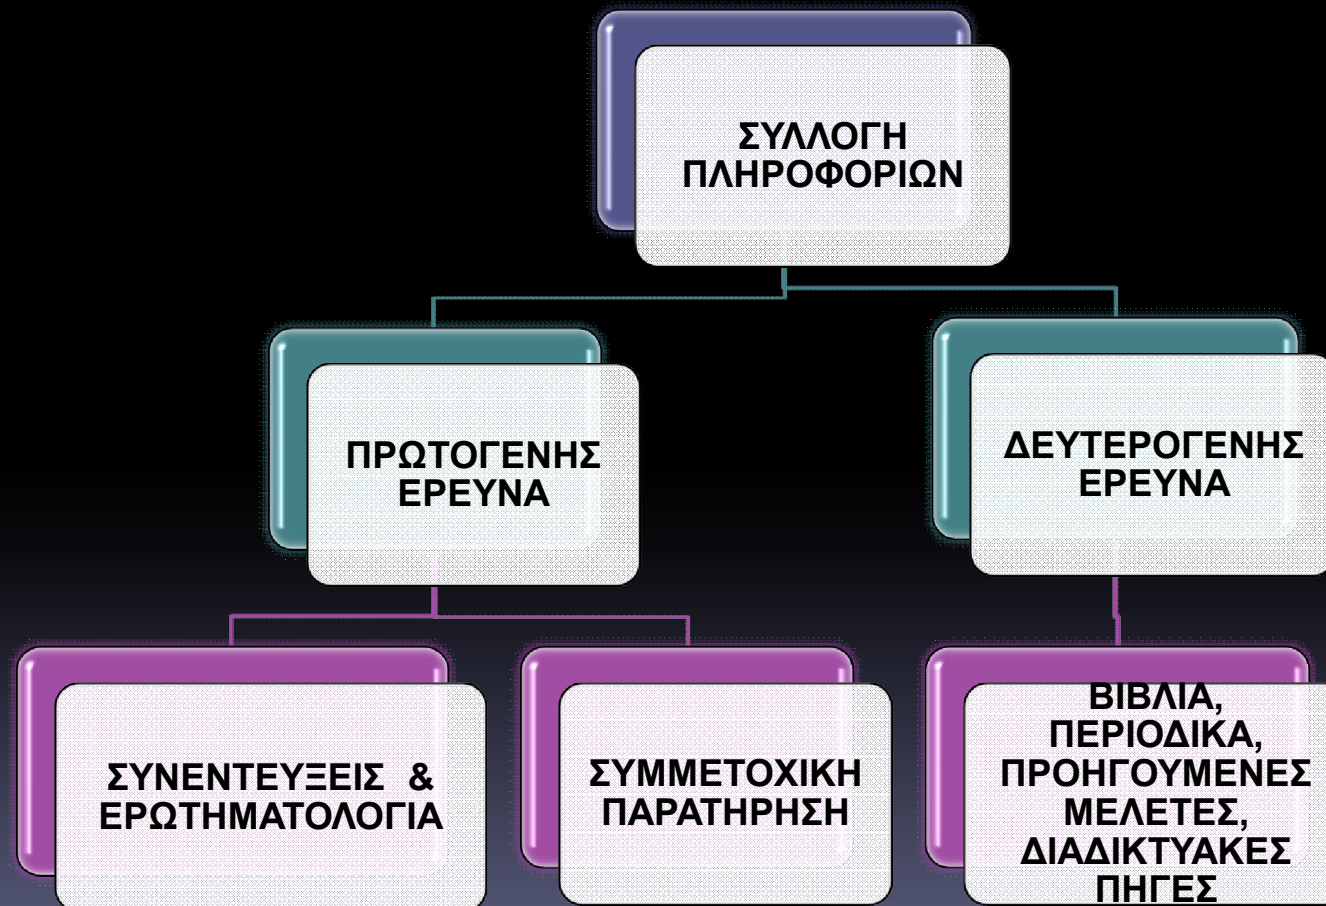 ΣΥΛΛΟΓΗ
ΠΛΗΡΟΦΟΡΙΩΝ
ΠΡΩΤΟΓΕΝΗΣ
ΕΡΕΥΝΑ
ΔΕΥΤΕΡΟΓΕΝΗΣ
ΕΡΕΥΝΑ
ΣΥΝΕΝΤΕΥΞΕΙΣ &
ΕΡΩΤΗΜΑΤΟΛΟΓΙΑ
ΣΥΜΜΕΤΟΧΙΚΗ
ΠΑΡΑΤΗΡΗΣΗ
ΒΙΒΛΙΑ,
ΠΕΡΙΟΔΙΚΑ,
ΠΡΟΗΓΟΥΜΕΝΕΣ
ΜΕΛΕΤΕΣ,
ΔΙΑΔΙΚΤΥΑΚΕΣ
ΠΗΓΕΣ